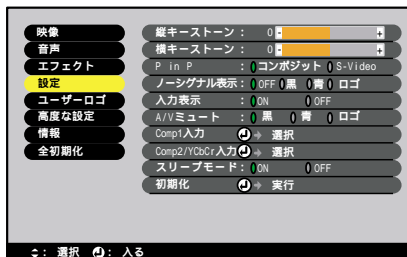 映像
音声
エフェクト
設定
ユーザーロゴ
高度な設定
情報
全初期化
縦キーストーン : 0 - +
横キーストーン : 0 - +
P in P : コンポジット S-Video
ノーシグナル表示 : OFF 黒 青 ロゴ
入力表示 : ON OFF
A/Vミュート : 黒 青 ロゴ
Comp1入力 選択
Comp2/YCbCr入力 選択
スリープモード : ON OFF
初期化 実行
: 選択 : 入る